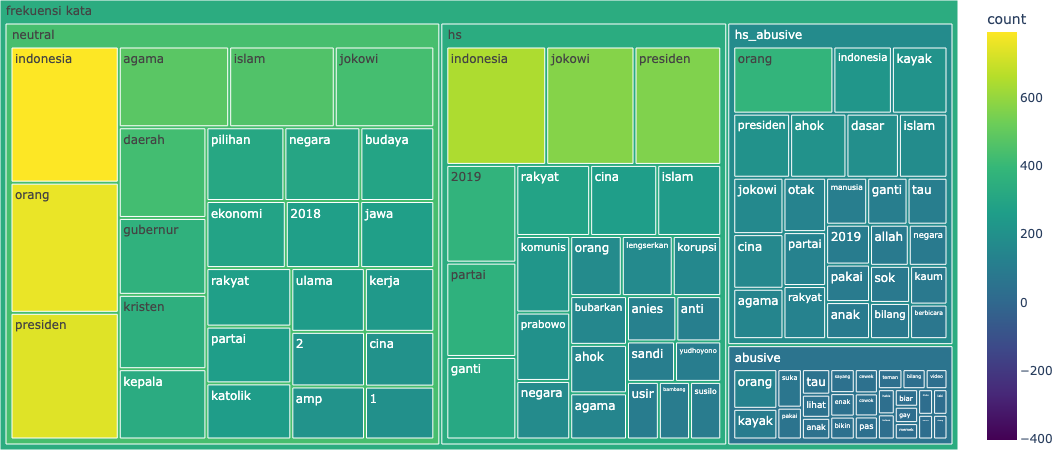 frekuensi kata
neutral
indonesia
orang
presiden
agama
islam
jokowi
daerah
gubernur
kristen
kepala
pilihan
negara
budaya
ekonomi
2018
jawa
rakyat
ulama
kerja
partai
2
cina
katolik
amp
1
hs
indonesia
jokowi
presiden
2019
partai
ganti
rakyat
cina
islam
komunis
orang
lengserkan
korupsi
prabowo
bubarkan
anies
anti
ahok
sandi
yudhoyono
negara
agama
usir
bambang
susilo
hs_abusive
orang
indonesia
kayak
presiden
ahok
dasar
islam
jokowi
otak
manusia
ganti
tau
cina
partai
2019
allah
negara
pakai
sok
kaum
agama
rakyat
anak
bilang
berbicara
abusive
orang
kayak
suka
pakai
tau
lihat
anak
sayang
enak
bikin
cewek
cowok
pas
teman
bilang
video
biar
gay
count
600
400
200
0
−200
−400